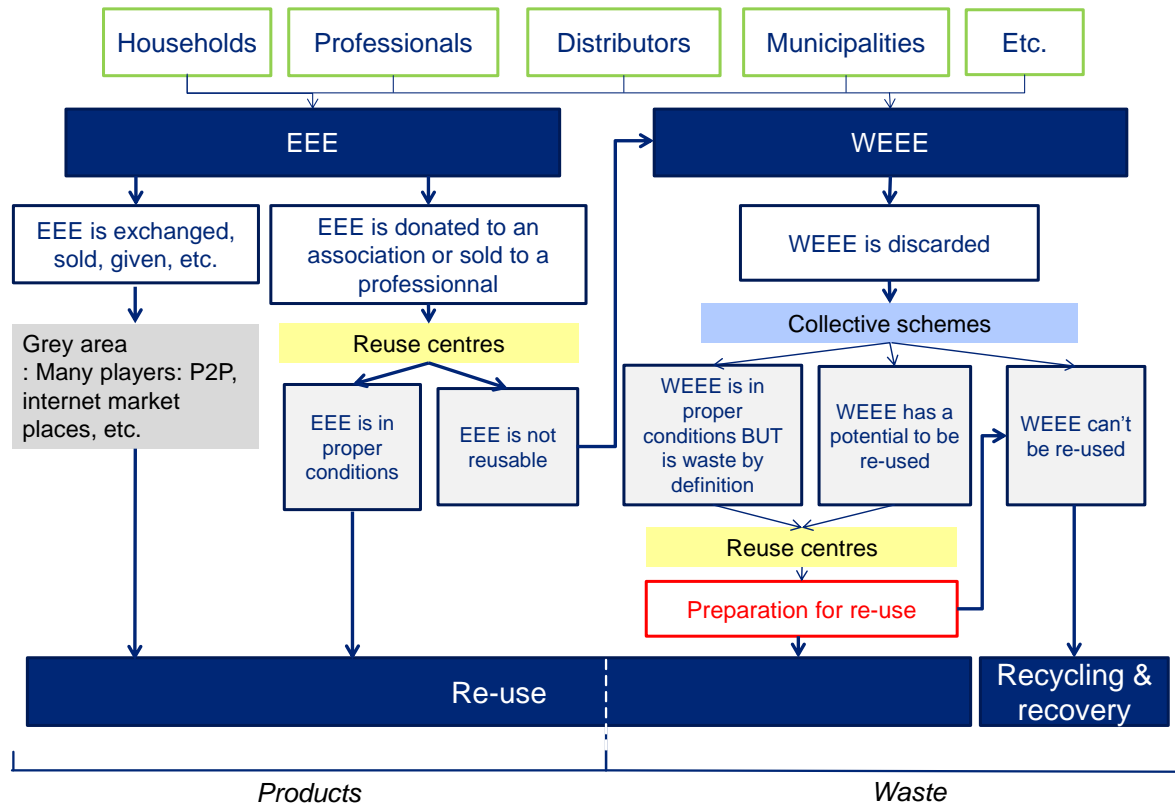 Households
Professionals
Distributors
Municipalities
Etc.
EEE
WEEE
EEE is exchanged,
sold, given, etc.
EEE is donated to an
association or sold to a
professionnal
WEEE is discarded
Grey area
: Many players: P2P,
internet market
places, etc.
Reuse centres
Collective schemes
EEE is in
proper
conditions
EEE is not
reusable
WEEE is in
proper
conditions BUT
is waste by
definition
WEEE has a
potential to be
re-used
WEEE can’t
be re-used
Reuse centres
Preparation for re-use
Re-use
Recycling &
recovery
Products
Waste